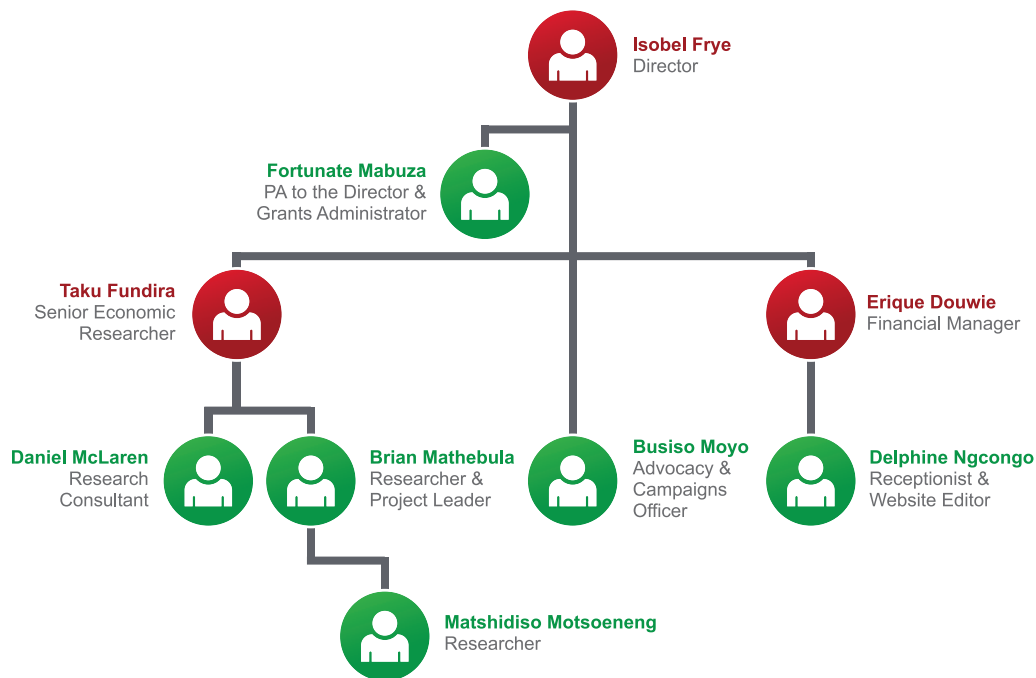 Isobel Frye
Director
Fortunate Mabuza
PA to the Director &
Grants Administrator
Taku Fundira
Senior Economic
Researcher
Erique Douwie
Financial Manager
Daniel McLaren
Research
Consultant
Brian Mathebula
Researcher &
Project Leader
Busiso Moyo
Advocacy &
Campaigns
Officer
Delphine Ngcongo
Receptionist &
Website Editor
Matshidiso Motsoeneng
Researcher